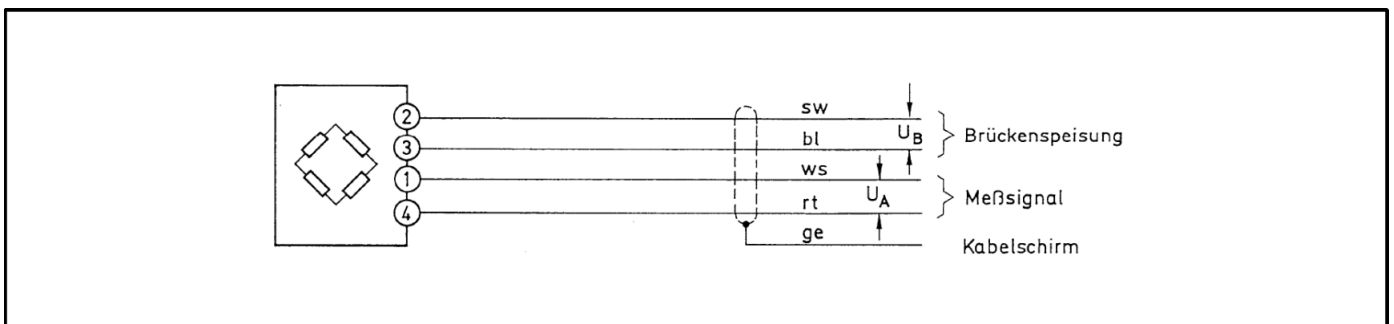 2 sw
3 bl U_B Brückenspeisung
1 ws
4 rt U_A Meßsignal
ge Kabelschirm